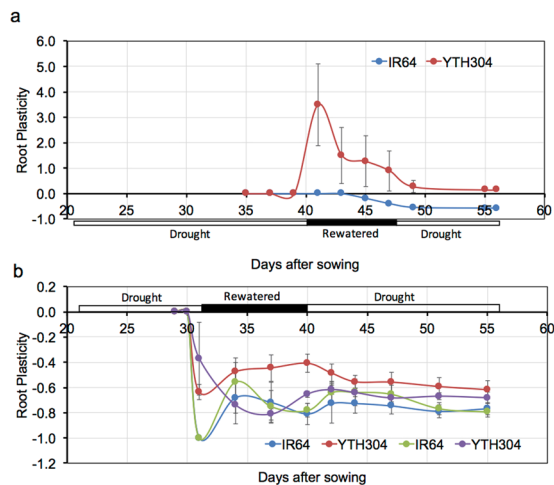 a
6.0
5.0
4.0
3.0
2.0
1.0
0.0
-1.0
Root Plasticity
IR64 YTH304
20 25 30 35 40 45 50 55 60
Drought Rewatered Drought
Days after sowing
b
0.2
0.0
-0.2
-0.4
-0.6
-0.8
-1.0
-1.2
Root Plasticity
Drought Rewatered Drought
20 25 30 35 40 45 50 55 60
IR64 YTH304 IR64 YTH304
Days after sowing